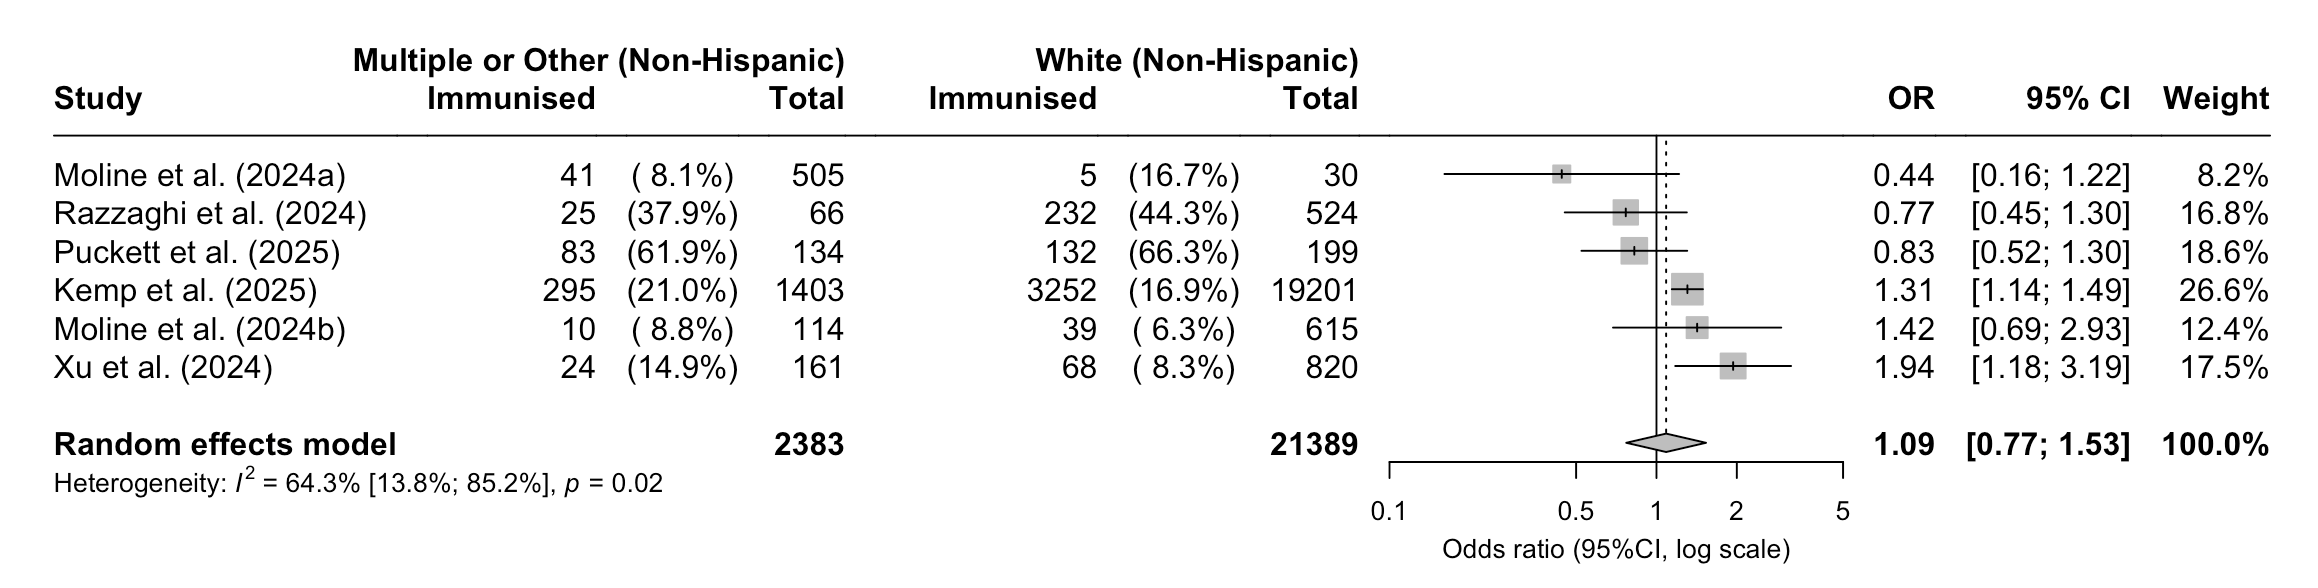 Multiple or Other (Non-Hispanic) White (Non-Hispanic)
Study Immunised Total Immunised Total OR 95% CI Weight
Moline et al. (2024a) 41 ( 8.1%) 505 5 (16.7%) 30 0.44 [0.16; 1.22] 8.2%
Razzaghi et al. (2024) 25 (37.9%) 66 232 (44.3%) 524 0.77 [0.45; 1.30] 16.8%
Puckett et al. (2025) 83 (61.9%) 134 132 (66.3%) 199 0.83 [0.52; 1.30] 18.6%
Kemp et al. (2025) 295 (21.0%) 1403 3252 (16.9%) 19201 1.31 [1.14; 1.49] 26.6%
Moline et al. (2024b) 10 ( 8.8%) 114 39 ( 6.3%) 615 1.42 [0.69; 2.93] 12.4%
Xu et al. (2024) 24 (14.9%) 161 68 ( 8.3%) 820 1.94 [1.18; 3.19] 17.5%
Random effects model 2383 21389 1.09 [0.77; 1.53] 100.0%
Heterogeneity: I² = 64.3% [13.8%; 85.2%], p = 0.02
0.1 0.5 1 2 5
Odds ratio (95%CI, log scale)